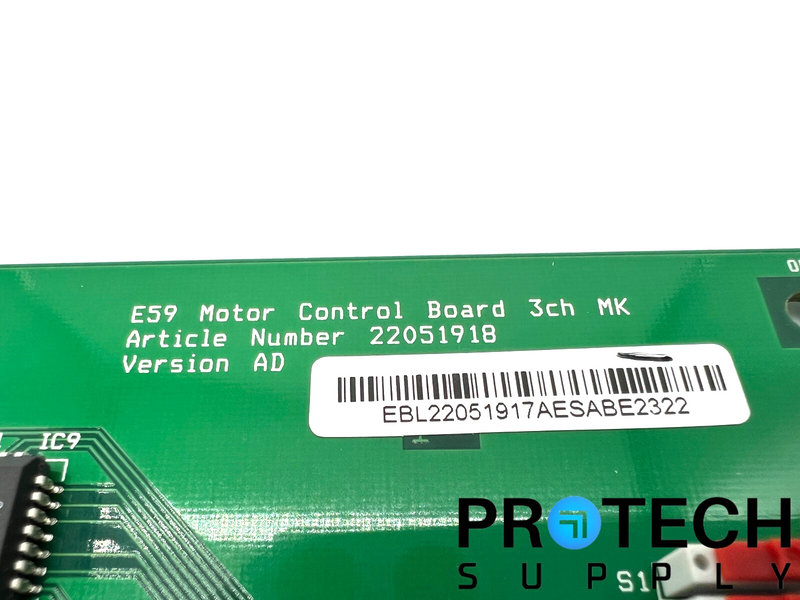 E59 Motor Control Board 3ch MK
Article Number 22051918
Version AD
EBL22051917AESABE2322
IC9
PROTECH
SUPPLY
S1